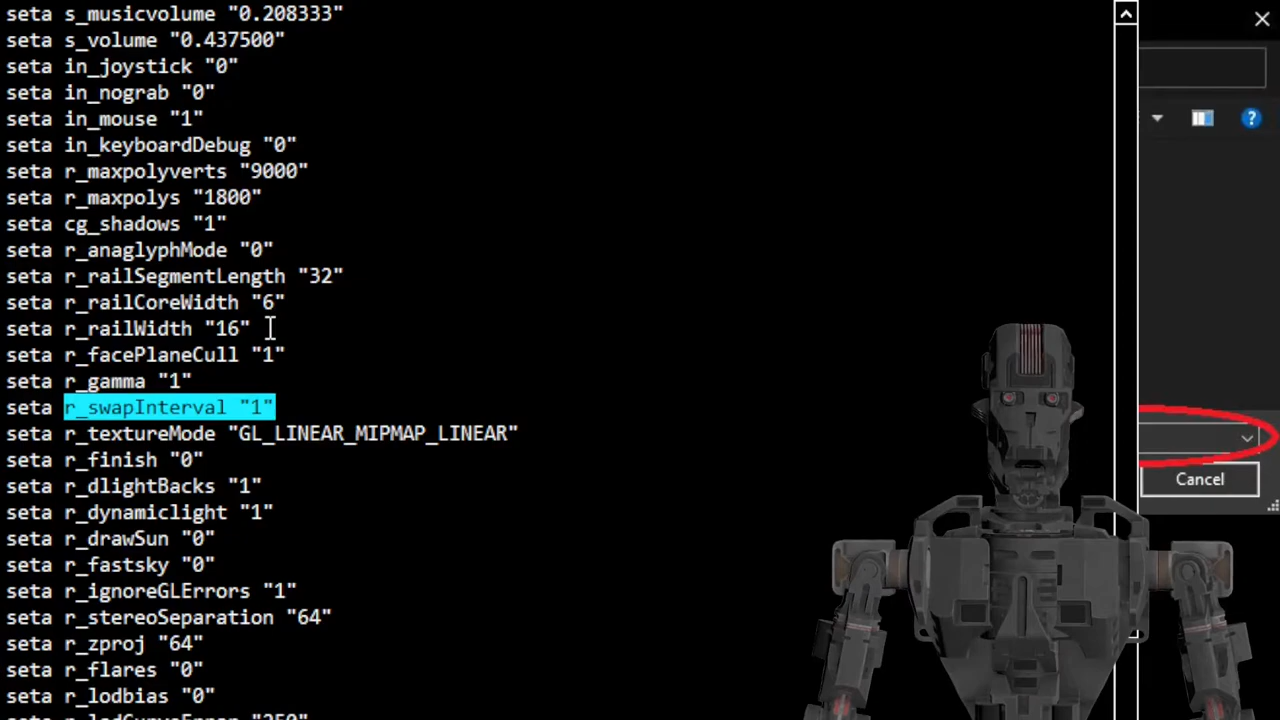 seta s_musicvolume "0.208333"
seta s_volume "0.437500"
seta in_joystick "0"
seta in_nograb "0"
seta in_mouse "1"
seta in_keyboardDebug "0"
seta r_maxpolyverts "9000"
seta r_maxpolys "1800"
seta cg_shadows "1"
seta r_anaglyphMode "0"
seta r_railSegmentLength "32"
seta r_railCoreWidth "6"
seta r_railWidth "16"
seta r_facePlaneCull "1"
seta r_gamma "1"
seta r_swapInterval "1"
seta r_textureMode "GL_LINEAR_MIPMAP_LINEAR"
seta r_finish "0"
seta r_dlightBacks "1"
seta r_dynamiclight "1"
seta r_drawSun "0"
seta r_fastsky "0"
seta r_ignoreGLErrors "1"
seta r_stereoSeparation "64"
seta r_zproj "64"
seta r_flares "0"
seta r_lodbias "0"
seta r_lodCurveError "250"
Cancel